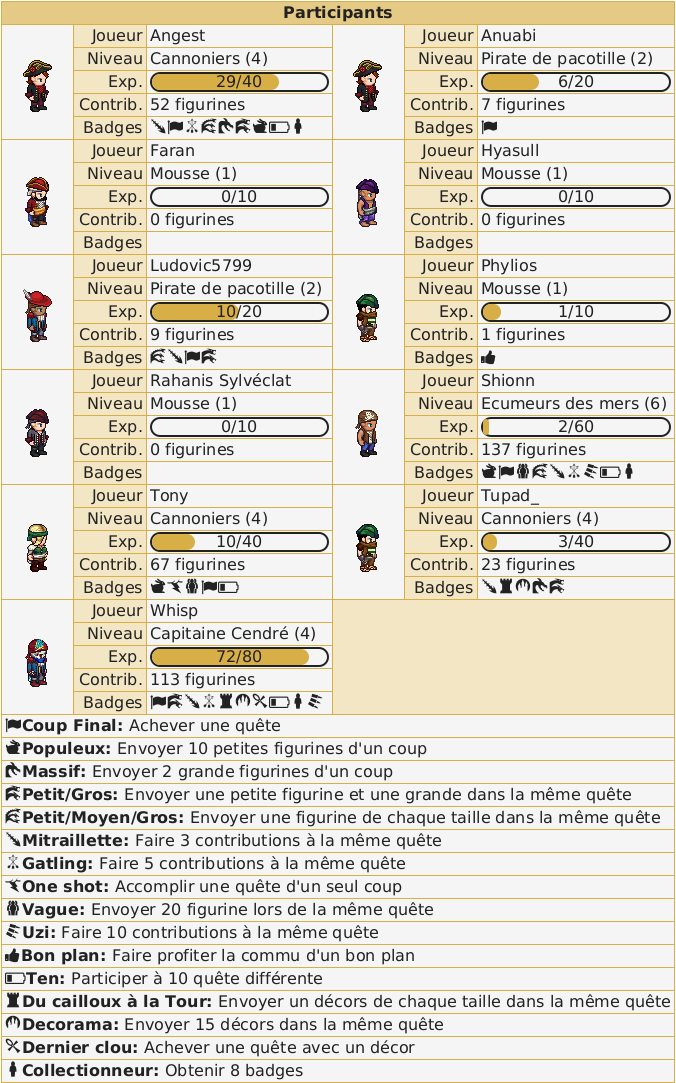 Participants
Joueur Angest
Niveau Cannoniers (4)
Exp. 29/40
Contrib. 52 figurines
Badges
Joueur Anuabi
Niveau Pirate de pacotille (2)
Exp. 6/20
Contrib. 7 figurines
Badges
Joueur Faran
Niveau Mousse (1)
Exp. 0/10
Contrib. 0 figurines
Badges
Joueur Hyasull
Niveau Mousse (1)
Exp. 0/10
Contrib. 0 figurines
Badges
Joueur Ludovic5799
Niveau Pirate de pacotille (2)
Exp. 10/20
Contrib. 9 figurines
Badges
Joueur Phylios
Niveau Mousse (1)
Exp. 1/10
Contrib. 1 figurines
Badges
Joueur Rahanis Sylvéclat
Niveau Mousse (1)
Exp. 0/10
Contrib. 0 figurines
Badges
Joueur Shionn
Niveau Ecumeurs des mers (6)
Exp. 2/60
Contrib. 137 figurines
Badges
Joueur Tony
Niveau Cannoniers (4)
Exp. 10/40
Contrib. 67 figurines
Badges
Joueur Tupad_
Niveau Cannoniers (4)
Exp. 3/40
Contrib. 23 figurines
Badges
Joueur Whisp
Niveau Capitaine Cendré (4)
Exp. 72/80
Contrib. 113 figurines
Badges
Coup Final: Achever une quête
Populeux: Envoyer 10 petites figurines d'un coup
Massif: Envoyer 2 grande figurines d'un coup
Petit/Gros: Envoyer une petite figurine et une grande dans la même quête
Petit/Moyen/Gros: Envoyer une figurine de chaque taille dans la même quête
Mitraillette: Faire 3 contributions à la même quête
Gatling: Faire 5 contributions à la même quête
One shot: Accomplir une quête d'un seul coup
Vague: Envoyer 20 figurine lors de la même quête
Uzi: Faire 10 contributions à la même quête
Bon plan: Faire profiter la commu d'un bon plan
Ten: Participer à 10 quête différente
Du cailloux à la Tour: Envoyer un décors de chaque taille dans la même quête
Decorama: Envoyer 15 décors dans la même quête
Dernier clou: Achever une quête avec un décor
Collectionneur: Obtenir 8 badges